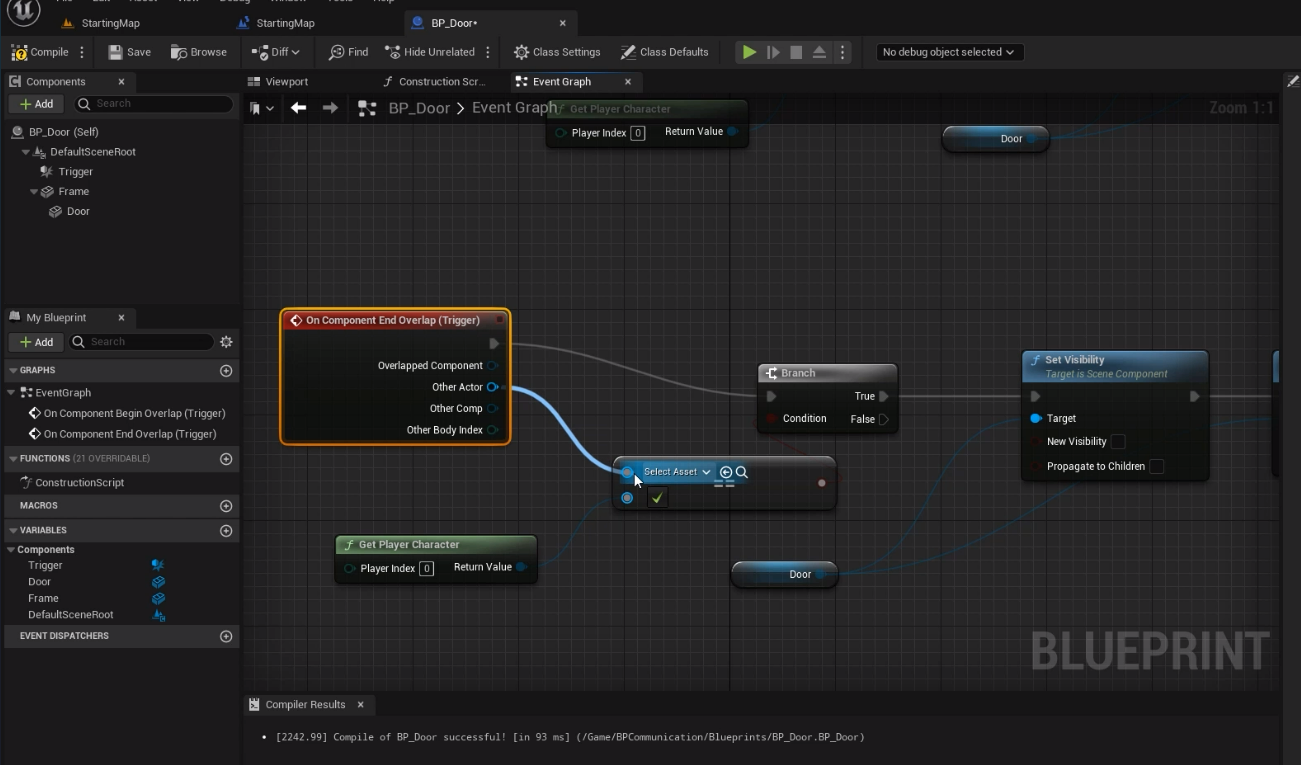 StartingMap
StartingMap
BP_Door•
Compile
Save
Browse
Diff
Find
Hide Unrelated
Class Settings
Class Defaults
No debug object selected
Components
Viewport
Construction Scr...
Event Graph
Add
Search
BP_Door > Event Graph
Zoom 1:1
Get Player Character
Player Index 0
Return Value
Door
BP_Door (Self)
DefaultSceneRoot
Trigger
Frame
Door
My Blueprint
Add
Search
GRAPHS
EventGraph
On Component Begin Overlap (Trigger)
On Component End Overlap (Trigger)
FUNCTIONS (21 OVERRIDABLE)
ConstructionScript
MACROS
VARIABLES
Components
Trigger
Door
Frame
DefaultSceneRoot
EVENT DISPATCHERS
On Component End Overlap (Trigger)
Overlapped Component
Other Actor
Other Comp
Other Body Index
Branch
True
Condition
False
Set Visibility
Target is Scene Component
Target
New Visibility
Propagate to Children
Select Asset
==
Get Player Character
Player Index 0
Return Value
Door
BLUEPRINT
Compiler Results
[2242.99] Compile of BP_Door successful! [in 93 ms] (/Game/BPCommunication/Blueprints/BP_Door.BP_Door)